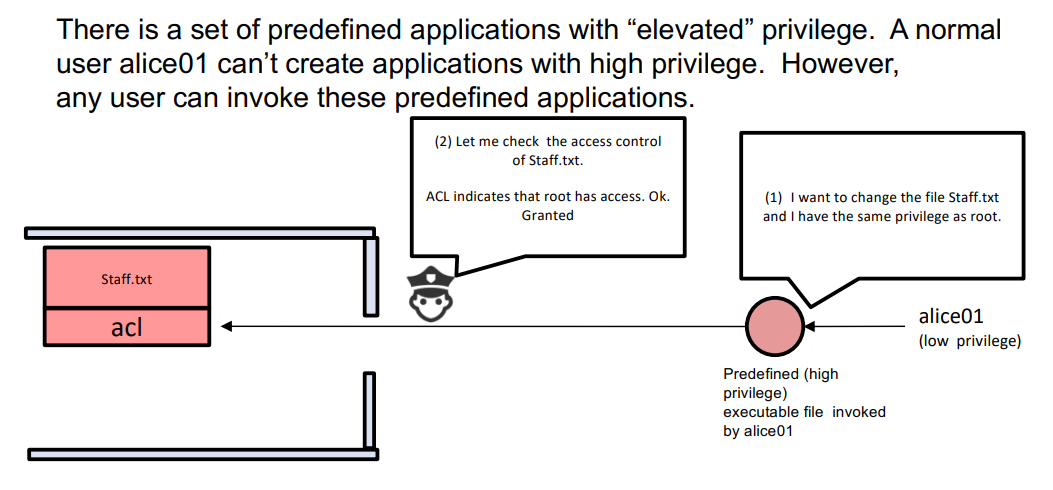 There is a set of predefined applications with “elevated” privilege.  A normal
user alice01 can’t create applications with high privilege.  However,
any user can invoke these predefined applications.
(2) Let me check  the access control
of Staff.txt.
ACL indicates that root has access. Ok.
Granted
(1)  I want to change the file Staff.txt
and I have the same privilege as root.
Staff.txt
acl
alice01
(low  privilege)
Predefined (high
privilege)
executable file  invoked
by alice01